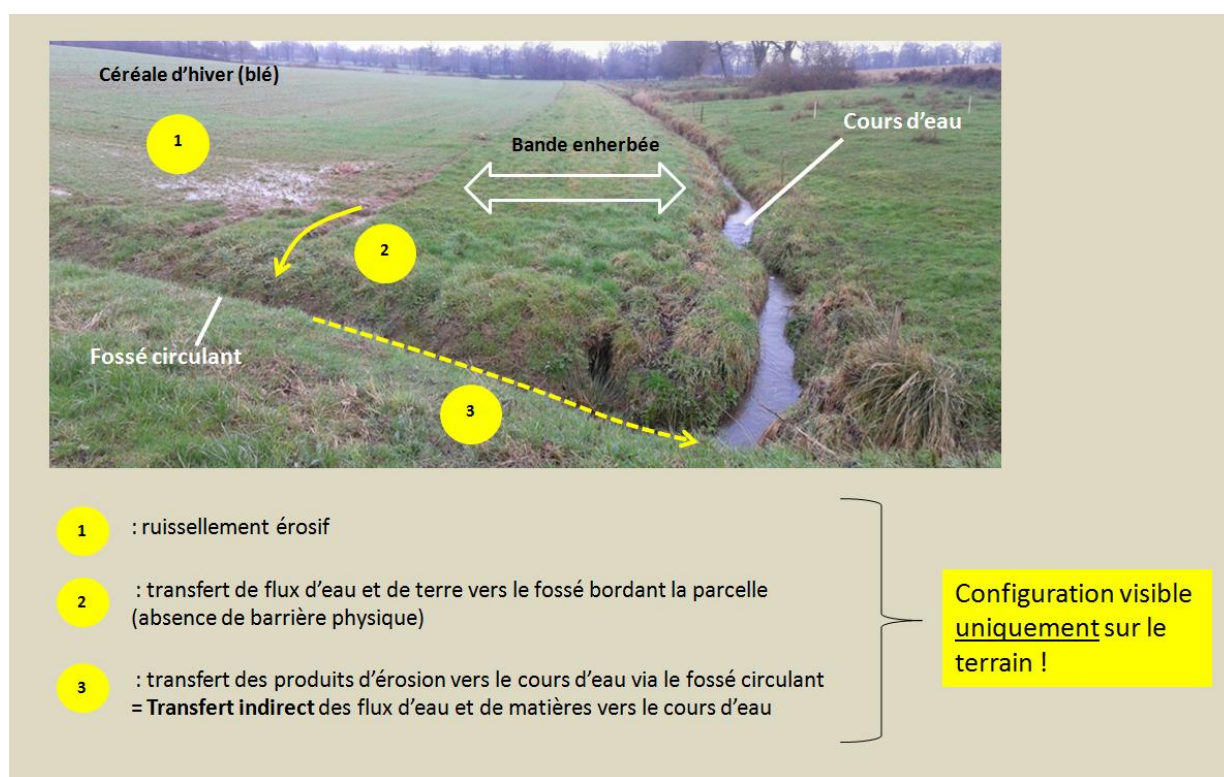 Céréale d'hiver (blé)
1
Cours d'eau
Bande enherbée
2
Fossé circulant
3
1 : ruissellement érosif
2 : transfert de flux d'eau et de terre vers le fossé bordant la parcelle
(absence de barrière physique)
3 : transfert des produits d'érosion vers le cours d'eau via le fossé circulant
= Transfert indirect des flux d'eau et de matières vers le cours d'eau
Configuration visible
uniquement sur le
terrain !